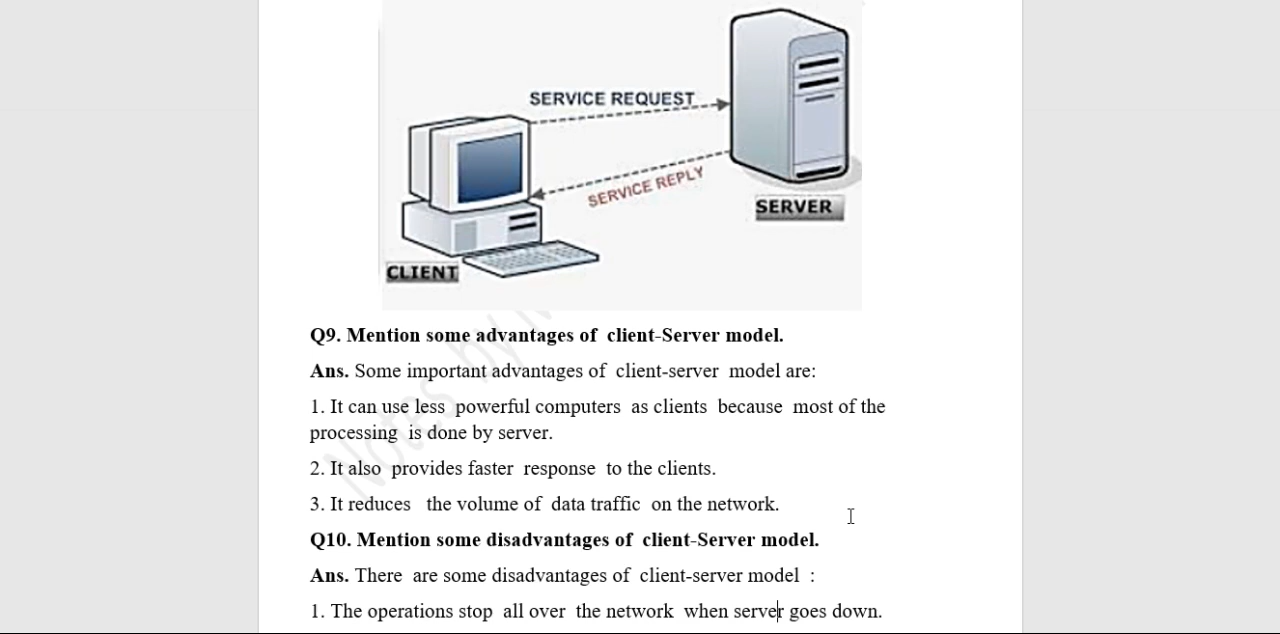 SERVICE REQUEST
SERVICE REPLY
SERVER
CLIENT
Q9. Mention some advantages of client-Server model.
Ans. Some important advantages of client-server model are:
1. It can use less powerful computers as clients because most of the
processing is done by server.
2. It also provides faster response to the clients.
3. It reduces the volume of data traffic on the network.
Q10. Mention some disadvantages of client-Server model.
Ans. There are some disadvantages of client-server model :
1. The operations stop all over the network when server goes down.
Notes by